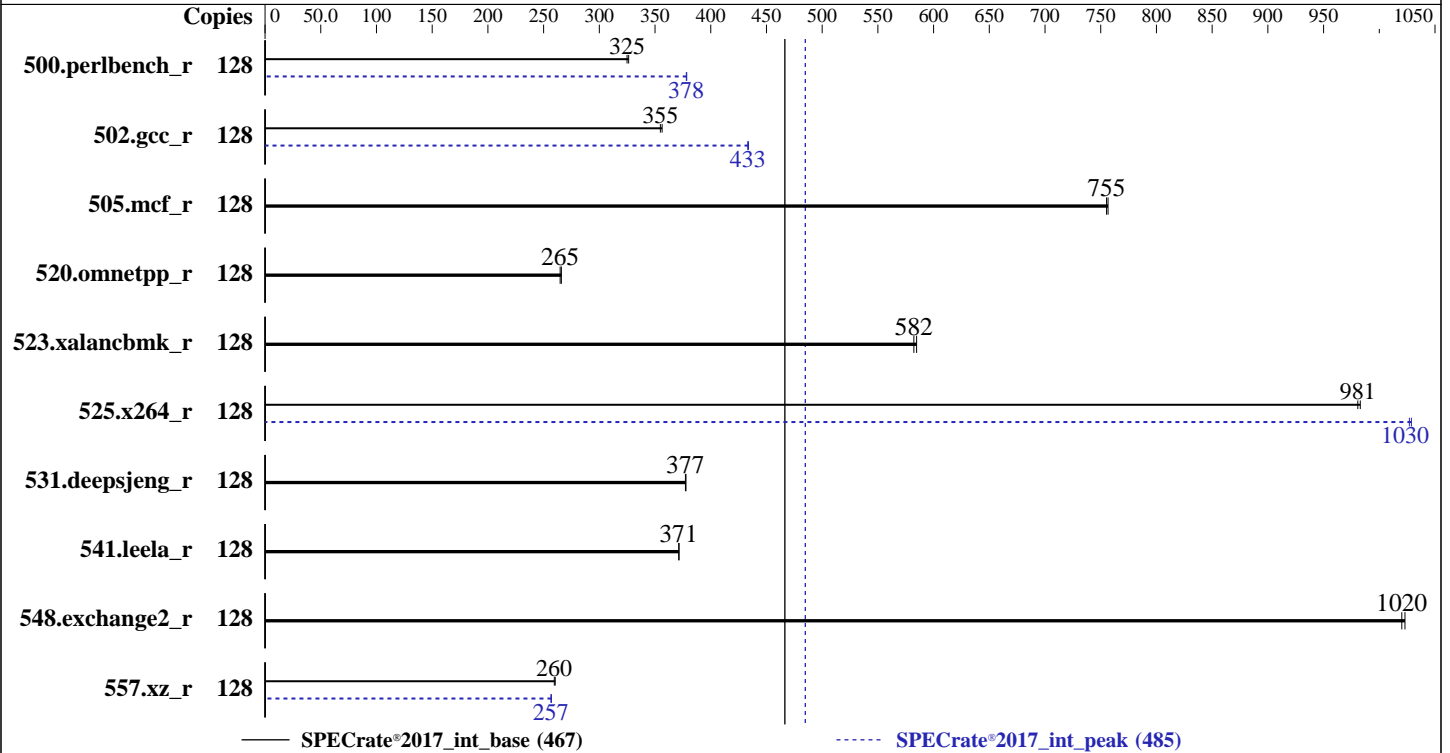 Copies 0 50.0 100 150 200 250 300 350 400 450 500 550 600 650 700 750 800 850 900 950 1050
325
500.perlbench_r 128
378
355
502.gcc_r 128
433
755
505.mcf_r 128
265
520.omnetpp_r 128
582
523.xalancbmk_r 128
981
525.x264_r 128
1030
377
531.deepsjeng_r 128
371
541.leela_r 128
1020
548.exchange2_r 128
260
557.xz_r 128
257
SPECrate®2017_int_base (467) SPECrate®2017_int_peak (485)